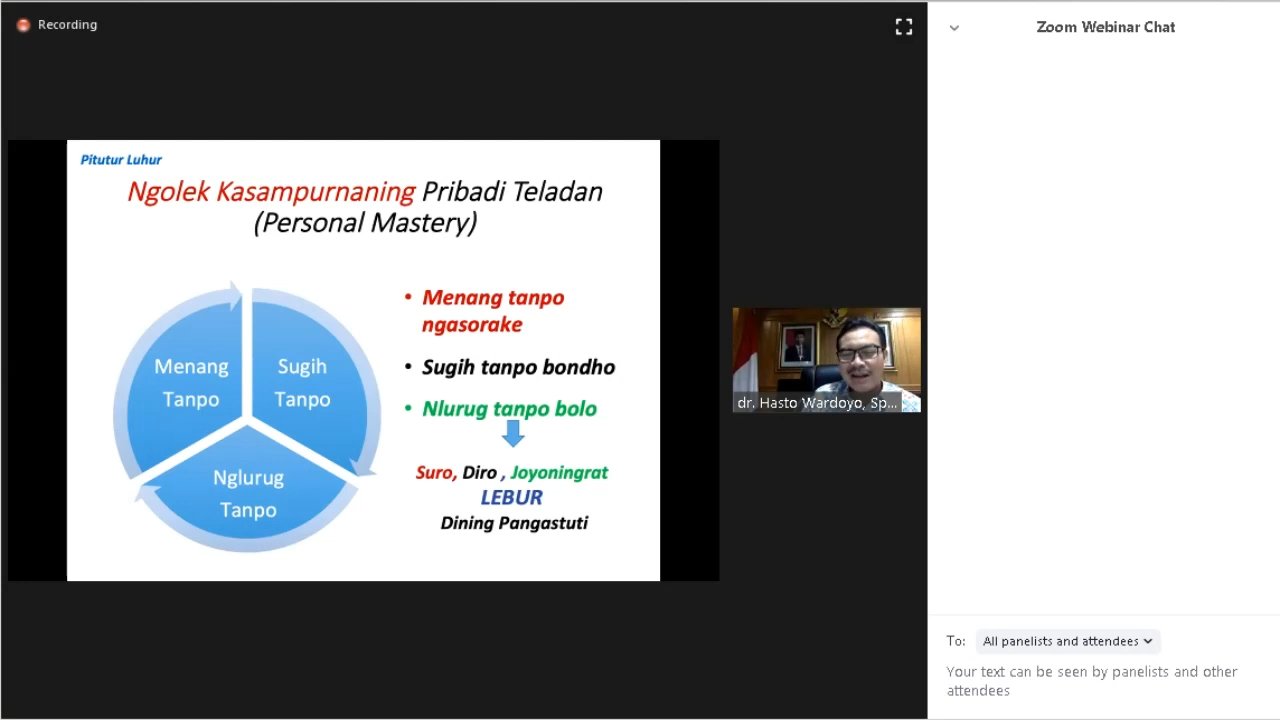 Recording
Zoom Webinar Chat
Pitutur Luhur
Ngolek Kasampurnaning Pribadi Teladan
(Personal Mastery)
Menang
Tanpo
Sugih
Tanpo
Nglurug
Tanpo
• Menang tanpo
ngasorake
• Sugih tanpo bondho
• Nlurug tanpo bolo
Suro, Diro , Joyoningrat
LEBUR
Dining Pangastuti
dr. Hasto Wardoyo, Sp...
To: All panelists and attendees
Your text can be seen by panelists and other
attendees